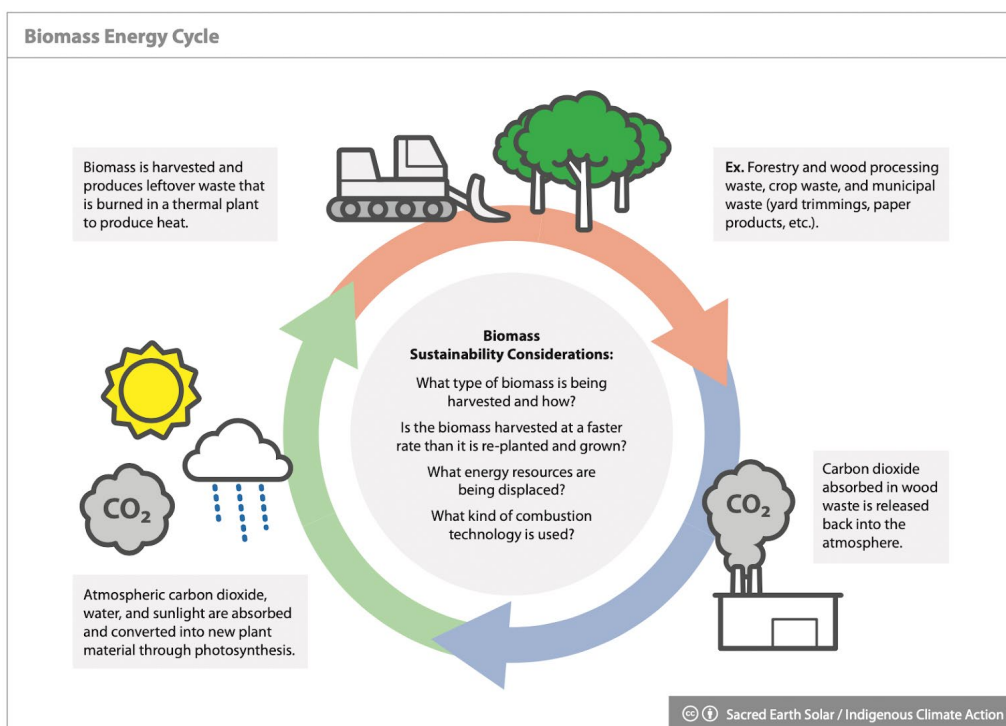 Biomass Energy Cycle
Biomass is harvested and
produces leftover waste that
is burned in a thermal plant
to produce heat.
Ex. Forestry and wood processing
waste, crop waste, and municipal
waste (yard trimmings, paper
products, etc.).
Biomass
Sustainability Considerations:
What type of biomass is being
harvested and how?
Is the biomass harvested at a faster
rate than it is re-planted and grown?
What energy resources are
being displaced?
What kind of combustion
technology is used?
CO₂
Carbon dioxide
absorbed in wood
waste is released
back into the
atmosphere.
CO₂
Atmospheric carbon dioxide,
water, and sunlight are absorbed
and converted into new plant
material through photosynthesis.
cc Sacred Earth Solar / Indigenous Climate Action